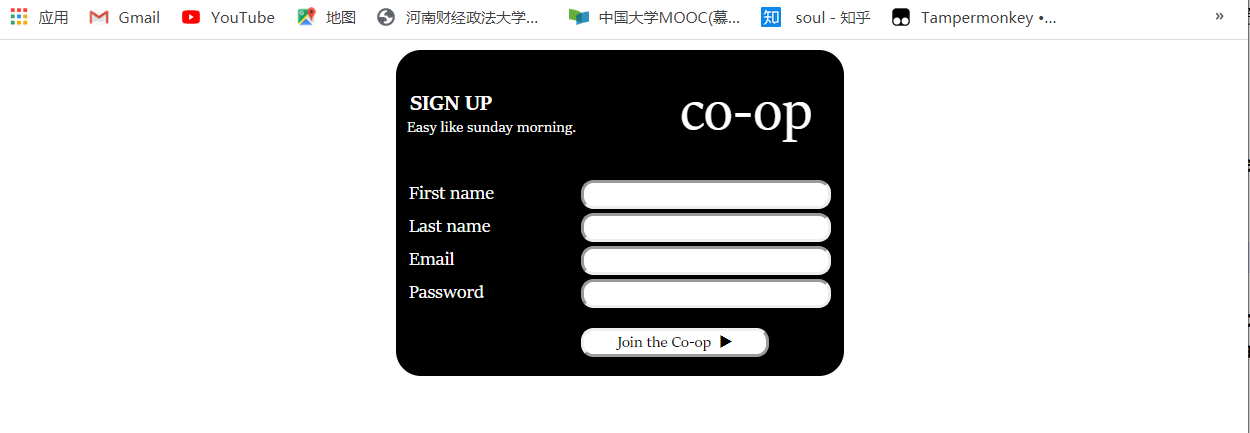 应用 Gmail YouTube 地图 河南财经政法大学... 中国大学MOOC(慕... soul - 知乎 Tampermonkey •... »
SIGN UP
co-op
Easy like sunday morning.
First name
Last name
Email
Password
Join the Co-op ▶